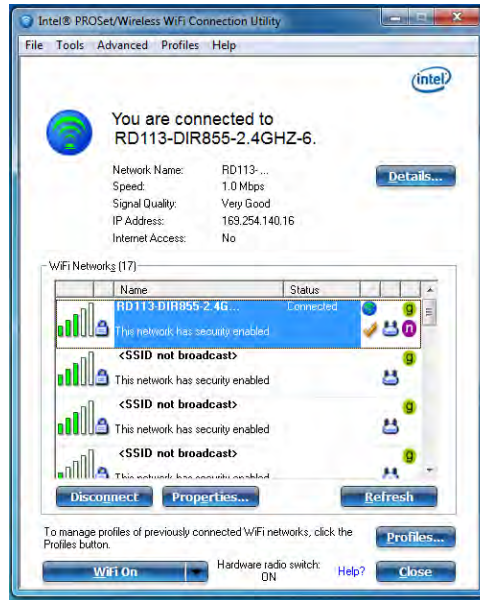 Intel® PROSet/Wireless WiFi Connection Utility
File Tools Advanced Profiles Help
intel
You are connected to
RD113-DIR855-2.4GHZ-6.
Network Name: RD113-...
Speed: 1.0 Mbps
Signal Quality: Very Good
IP Address: 169.254.140.16
Internet Access: No
Details...
WiFi Networks (17)
Name Status
RD113-DIR855-2.4G... Connected g
This network has security enabled n
<SSID not broadcast> g
This network has security enabled
<SSID not broadcast> g
This network has security enabled
<SSID not broadcast> g
This network has security enabled
Disconnect Properties... Refresh
To manage profiles of previously connected WiFi networks, click the
Profiles button.
Profiles...
WiFi On
Hardware radio switch:
ON
Help?
Close